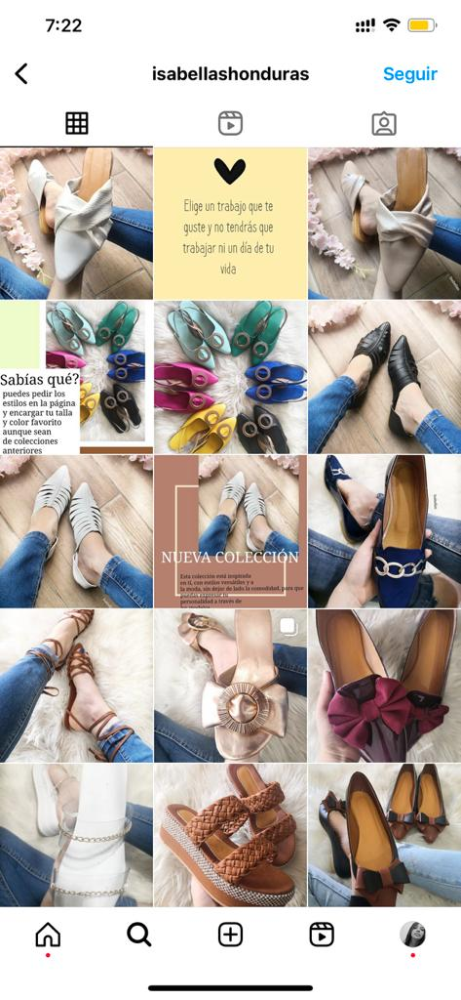 7:22
isabellashonduras
Seguir
Elige un trabajo que te
guste y no tendrás que
trabajar ni un día de tu
vida
Sabías qué?
puedes pedir los
estilos en la página
y encargar tu talla
y color favorito
aunque sean
de colecciones
anteriores
NUEVA COLECCIÓN
Esta colección está inspirada
en ti, con estilos versátiles y a
la moda, sin dejar de lado la comodidad, para que
personalidad a través de